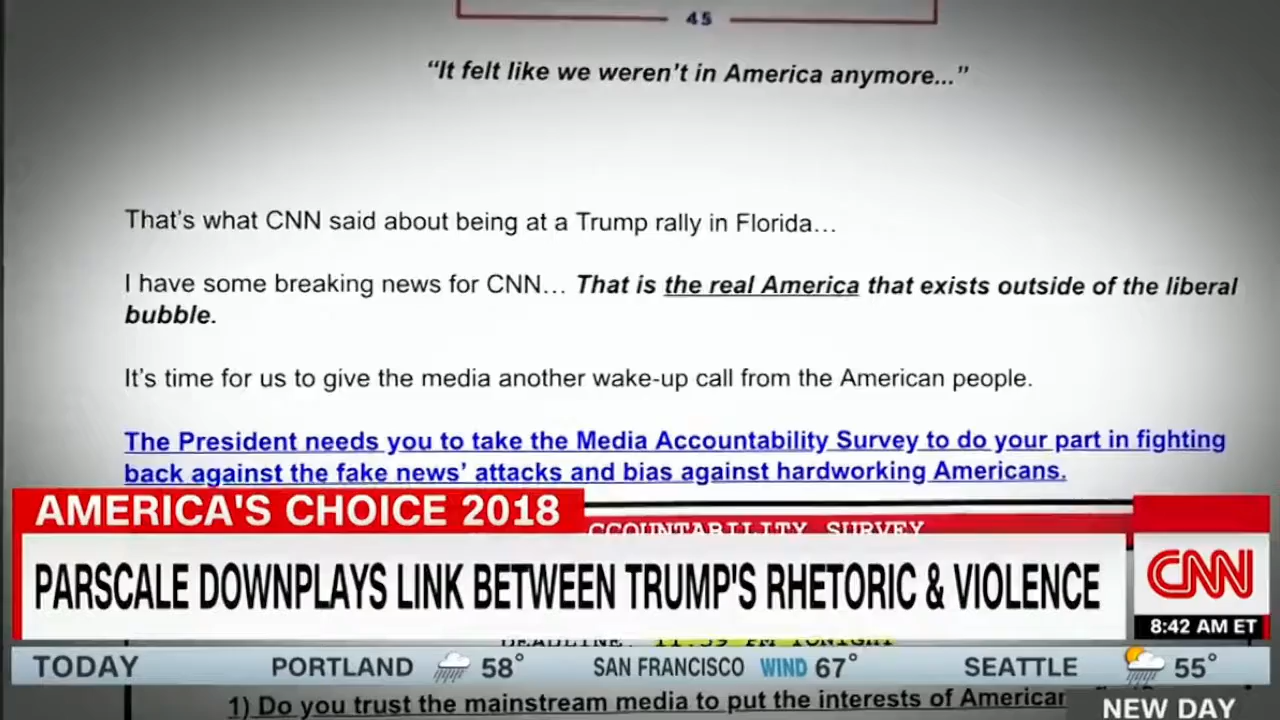 45
“It felt like we weren’t in America anymore...”
That’s what CNN said about being at a Trump rally in Florida…
I have some breaking news for CNN… That is the real America that exists outside of the liberal
bubble.
It’s time for us to give the media another wake-up call from the American people.
The President needs you to take the Media Accountability Survey to do your part in fighting
back against the fake news’ attacks and bias against hardworking Americans.
AMERICA'S CHOICE 2018
SURVEY
PARSCALE DOWNPLAYS LINK BETWEEN TRUMP'S RHETORIC & VIOLENCE
CNN
8:42 AM ET
DEADLINE: 11:59 PM TONIGHT
TODAY PORTLAND 58° SAN FRANCISCO WIND 67° SEATTLE 55°
1) Do you trust the mainstream media to put the interests of
NEW DAY